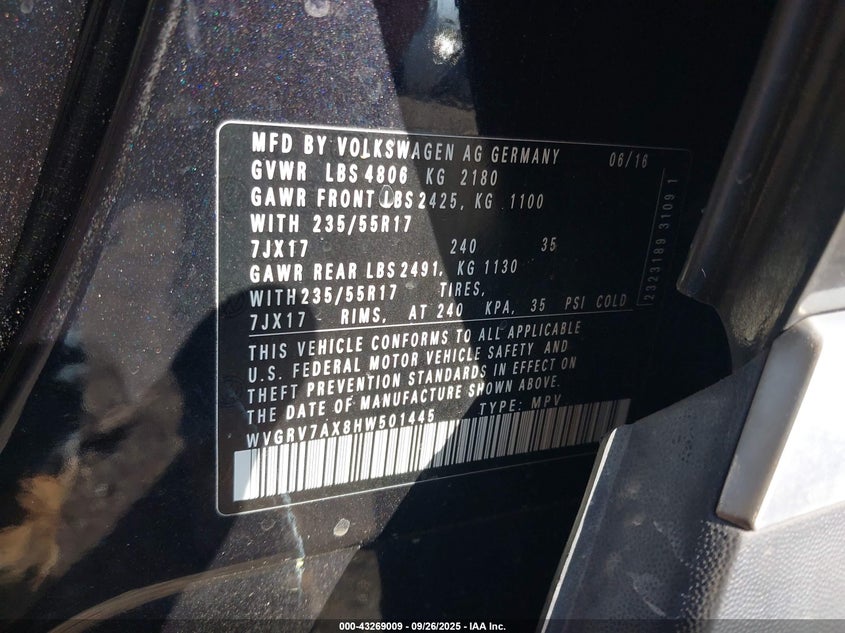 MFD BY VOLKSWAGEN AG GERMANY 06/16
GVWR LBS 4806 KG 2180
GAWR FRONT LBS 2425, KG 1100
WITH 235/55R17
7JX17 240 35
GAWR REAR LBS 2491, KG 1130
WITH 235/55R17 TIRES,
7JX17 RIMS, AT 240 KPA, 35 PSI COLD
THIS VEHICLE CONFORMS TO ALL APPLICABLE
U.S. FEDERAL MOTOR VEHICLE SAFETY AND
THEFT PREVENTION STANDARDS IN EFFECT ON
THE DATE OF MANUFACTURE SHOWN ABOVE.
WVGRV7AX8HW501445 TYPE: MPV
2323189 3109 1
000-43269009 - 09/26/2025 - IAA Inc.